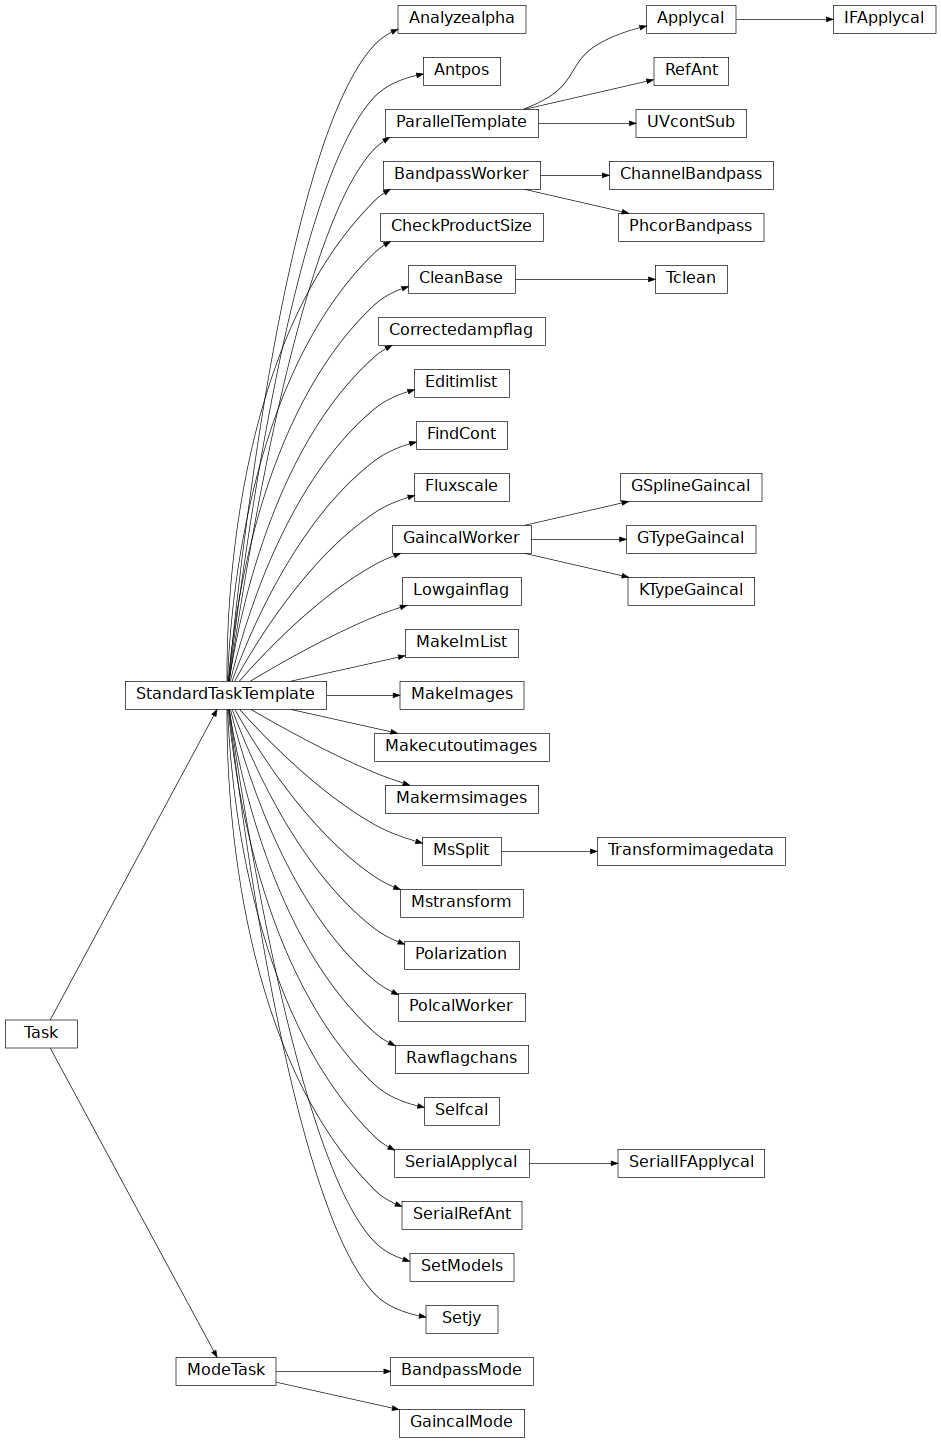 Analyzealpha
Applycal
IFApplycal
Antpos
RefAnt
ParallelTemplate
UVcontSub
BandpassWorker
ChannelBandpass
CheckProductSize
PhcorBandpass
CleanBase
Tclean
Correctedampflag
Editimlist
FindCont
Fluxscale
GSplineGaincal
GaincalWorker
GTypeGaincal
Lowgainflag
KTypeGaincal
MakeImList
StandardTaskTemplate
MakeImages
Makecutoutimages
Makermsimages
MsSplit
Transformimagedata
Mstransform
Polarization
PolcalWorker
Task
Rawflagchans
Selfcal
SerialApplycal
SerialIFApplycal
SerialRefAnt
SetModels
Setjy
ModeTask
BandpassMode
GaincalMode